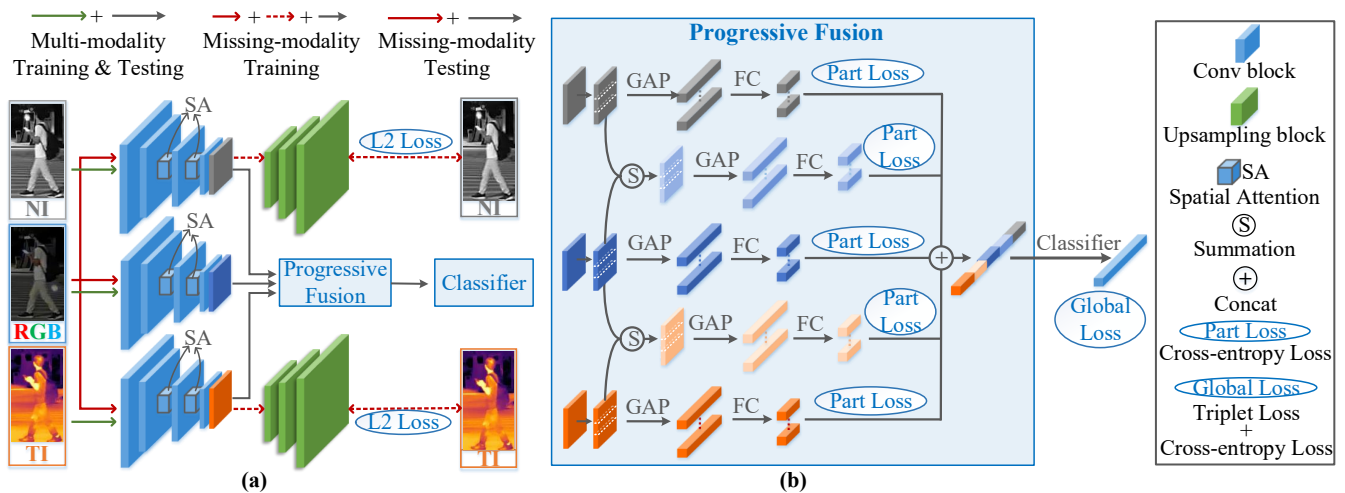 +
Multi-modality
Training & Testing
+ +
Missing-modality
Training
+
Missing-modality
Testing
SA
NI
L2 Loss
NI
SA
RGB
Progressive
Fusion
Classifier
SA
TI
L2 Loss
TI
(a)
Progressive Fusion
GAP
FC
Part Loss
S
GAP
FC
Part
Loss
GAP
FC
Part Loss
+
Classifier
Global
Loss
S
GAP
FC
Part
Loss
GAP
FC
Part Loss
(b)
Conv block
Upsampling block
SA
Spatial Attention
S
Summation
+
Concat
Part Loss
Cross-entropy Loss
Global Loss
Triplet Loss
+
Cross-entropy Loss